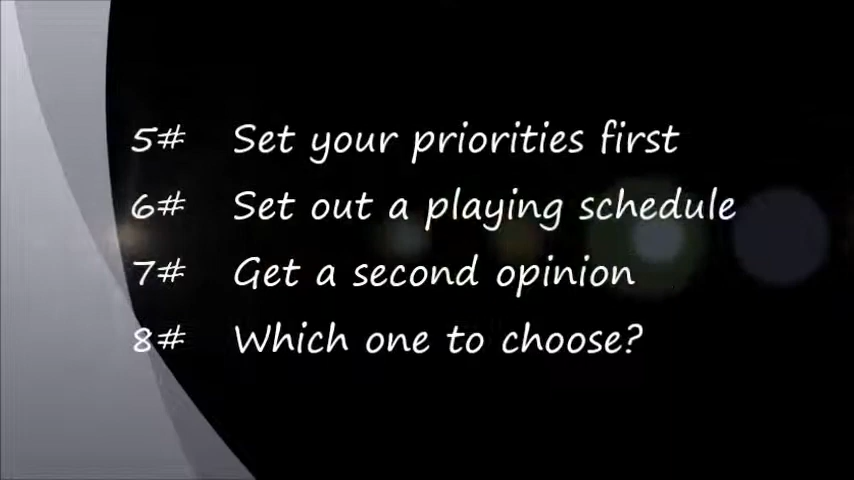 5# Set your priorities first
6# Set out a playing schedule
7# Get a second opinion
8# Which one to choose?